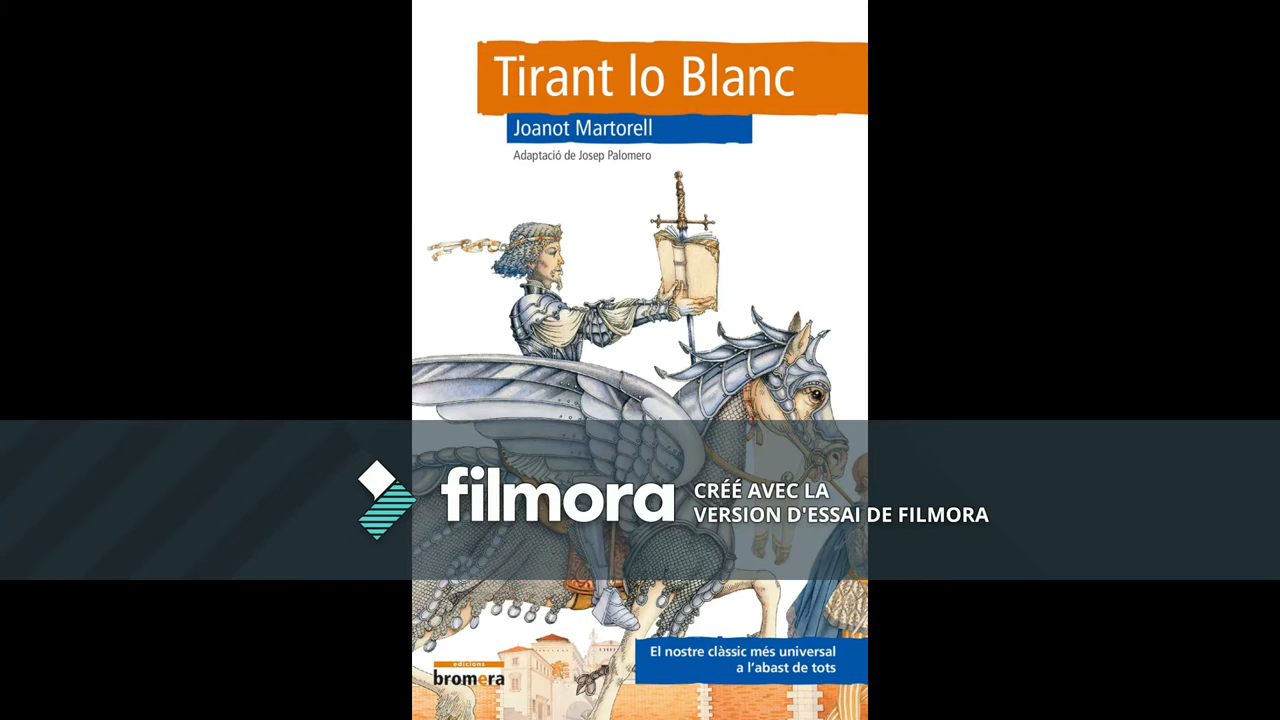 Tirant lo Blanc
Joanot Martorell
Adaptació de Josep Palomero
filmora
CRÉÉ AVEC LA
VERSION D'ESSAI DE FILMORA
El nostre clàssic més universal
a l'abast de tots
edicions
bromera